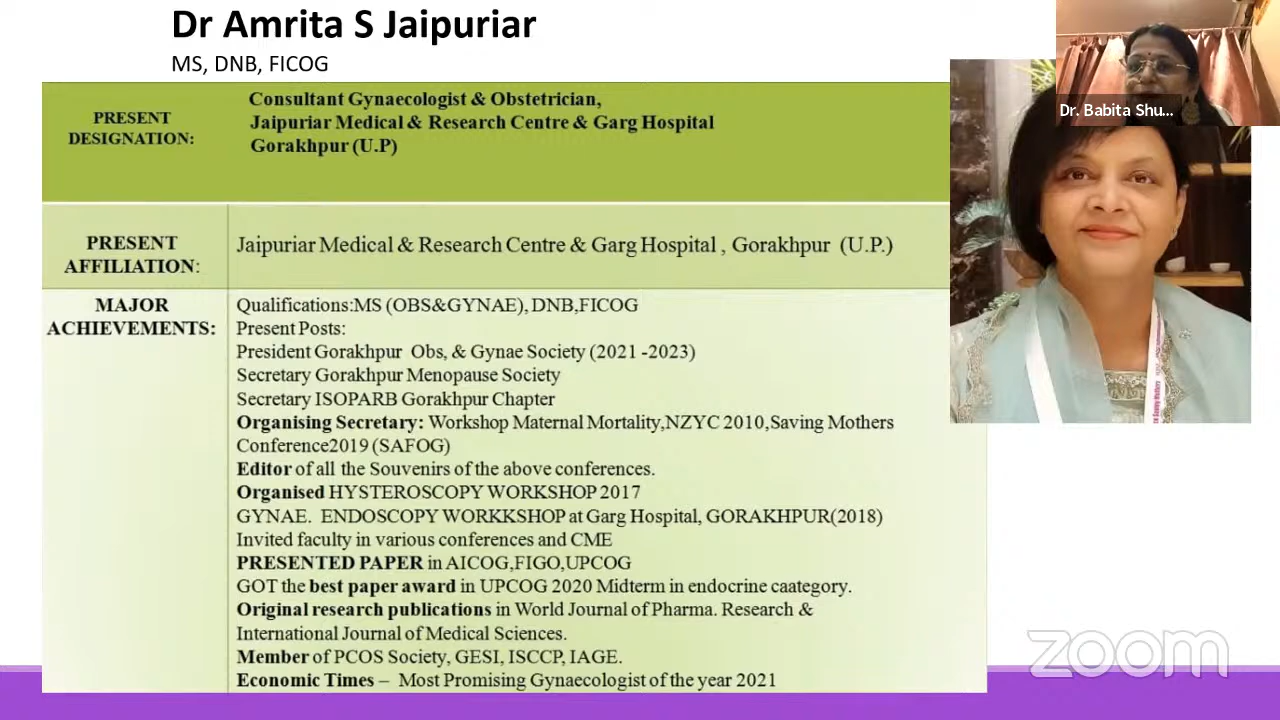 Dr Amrita S Jaipuriar
MS, DNB, FICOG
PRESENT
DESIGNATION:
Consultant Gynaecologist & Obstetrician,
Jaipuriar Medical & Research Centre & Garg Hospital
Gorakhpur (U.P)
PRESENT
AFFILIATION:
Jaipuriar Medical & Research Centre & Garg Hospital , Gorakhpur (U.P.)
MAJOR
ACHIEVEMENTS:
Qualifications:MS (OBS&GYNAE), DNB,FICOG
Present Posts:
President Gorakhpur Obs, & Gynae Society (2021 -2023)
Secretary Gorakhpur Menopause Society
Secretary ISOPARB Gorakhpur Chapter
Organising Secretary: Workshop Maternal Mortality,NZYC 2010,Saving Mothers
Conference2019 (SAFOG)
Editor of all the Souvenirs of the above conferences.
Organised HYSTEROSCOPY WORKSHOP 2017
GYNAE. ENDOSCOPY WORKKSHOP at Garg Hospital, GORAKHPUR(2018)
Invited faculty in various conferences and CME
PRESENTED PAPER in AICOG,FIGO,UPCOG
GOT the best paper award in UPCOG 2020 Midterm in endocrine caategory.
Original research publications in World Journal of Pharma. Research &
International Journal of Medical Sciences.
Member of PCOS Society, GESI, ISCCP, IAGE.
Economic Times – Most Promising Gynaecologist of the year 2021
Dr. Babita Shu...
zoom